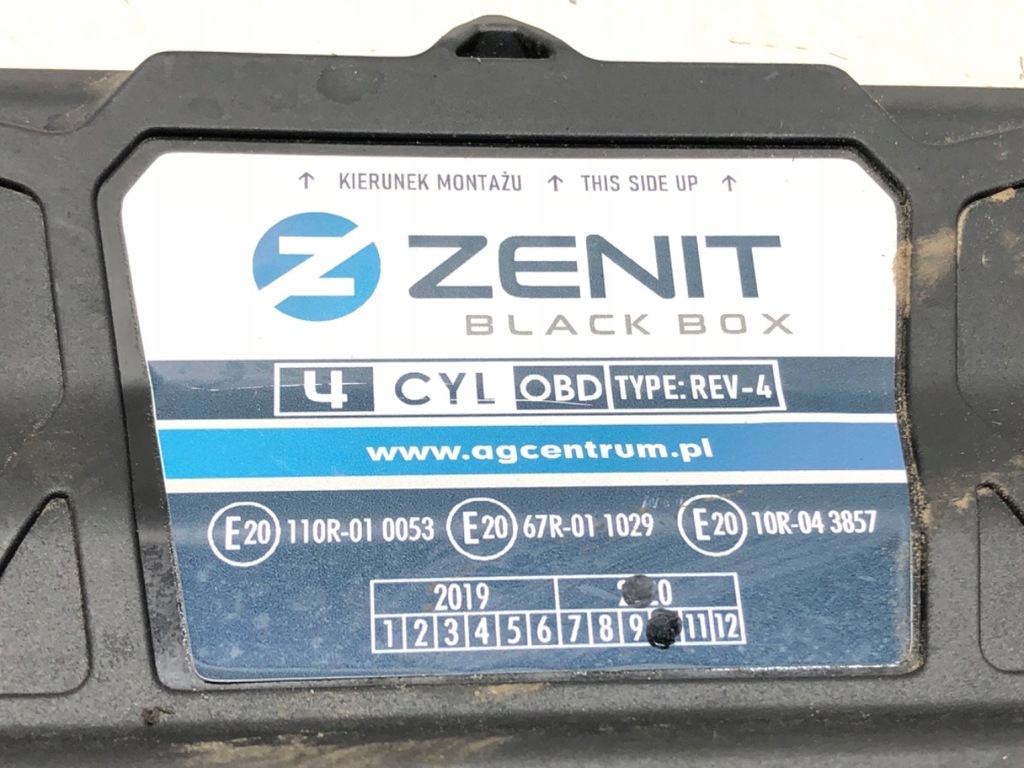 ↑ KIERUNEK MONTAŻU ↑ THIS SIDE UP ↑
Z ZENIT
BLACK BOX
4 CYL OBD TYPE: REV-4
www.agcentrum.pl
E20 110R-01 0053 E20 67R-01 1029 E20 10R-04 3857
2019
1 2 3 4 5 6 7 8 9 11 12